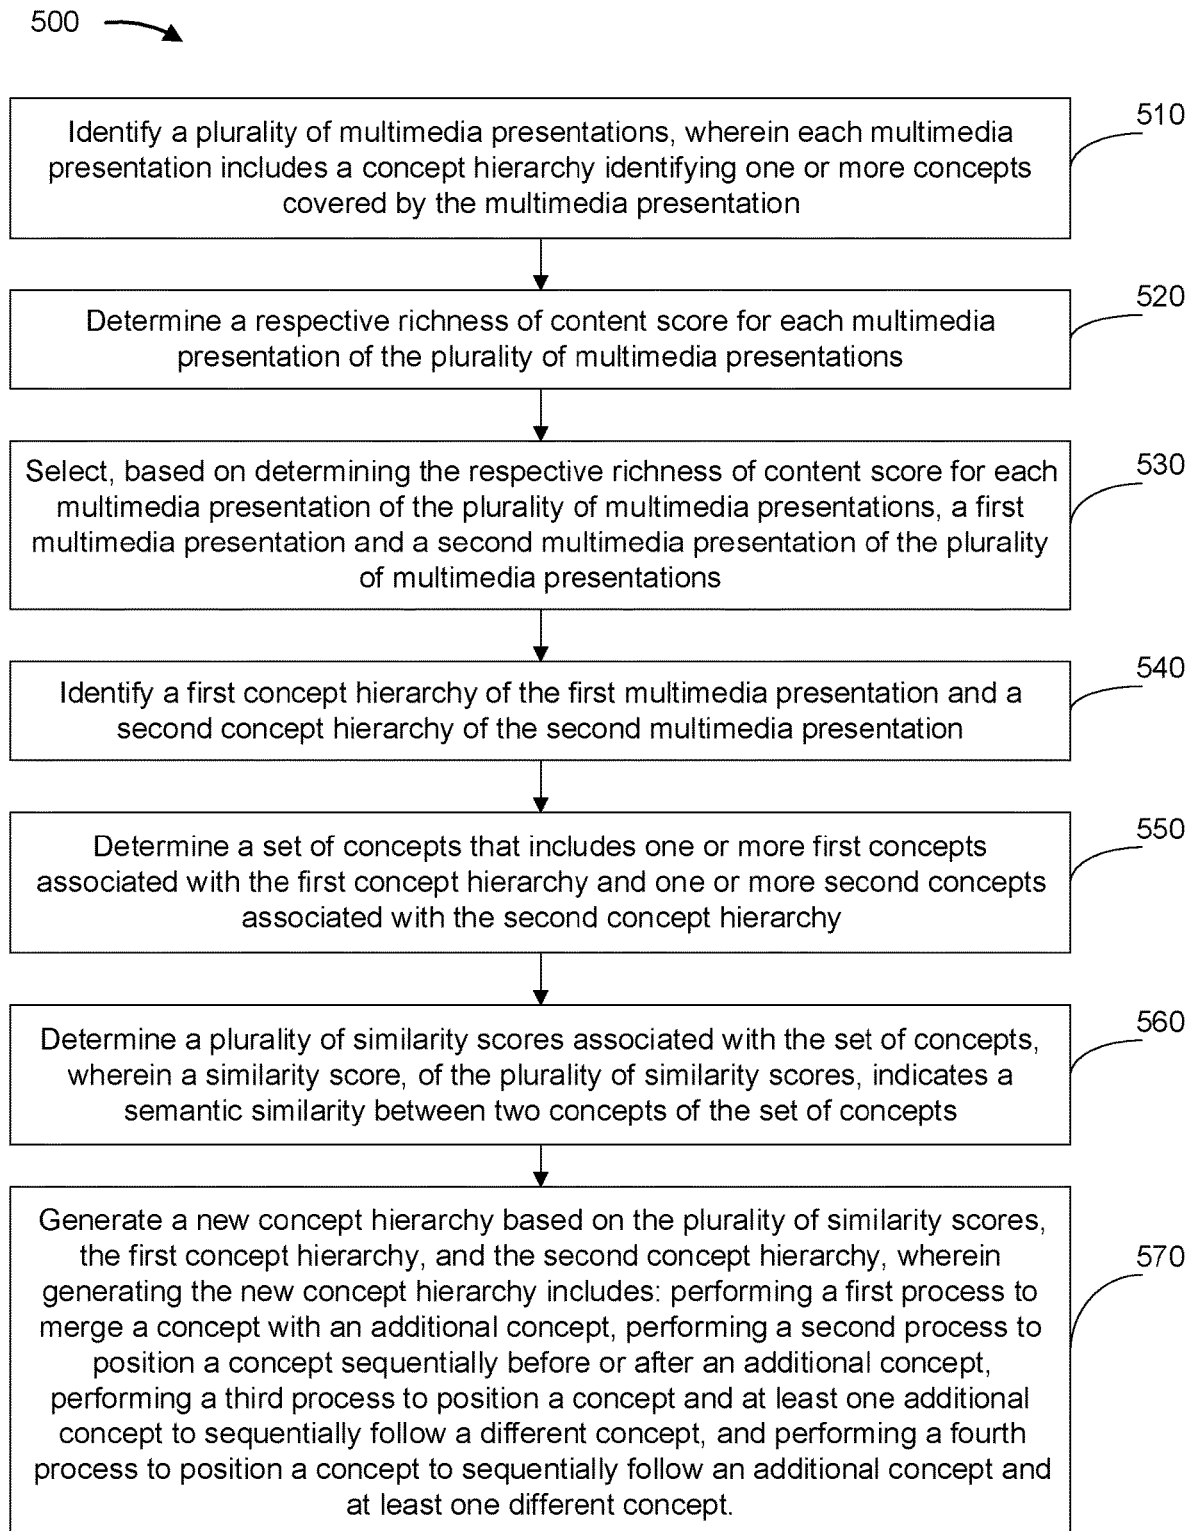 500
Identify a plurality of multimedia presentations, wherein each multimedia
presentation includes a concept hierarchy identifying one or more concepts
covered by the multimedia presentation
510
Determine a respective richness of content score for each multimedia
presentation of the plurality of multimedia presentations
520
Select, based on determining the respective richness of content score for each
multimedia presentation of the plurality of multimedia presentations, a first
multimedia presentation and a second multimedia presentation of the plurality
of multimedia presentations
530
Identify a first concept hierarchy of the first multimedia presentation and a
second concept hierarchy of the second multimedia presentation
540
Determine a set of concepts that includes one or more first concepts
associated with the first concept hierarchy and one or more second concepts
associated with the second concept hierarchy
550
Determine a plurality of similarity scores associated with the set of concepts,
wherein a similarity score, of the plurality of similarity scores, indicates a
semantic similarity between two concepts of the set of concepts
560
Generate a new concept hierarchy based on the plurality of similarity scores,
the first concept hierarchy, and the second concept hierarchy, wherein
generating the new concept hierarchy includes: performing a first process to
merge a concept with an additional concept, performing a second process to
position a concept sequentially before or after an additional concept,
performing a third process to position a concept and at least one additional
concept to sequentially follow a different concept, and performing a fourth
process to position a concept to sequentially follow an additional concept and
at least one different concept.
570